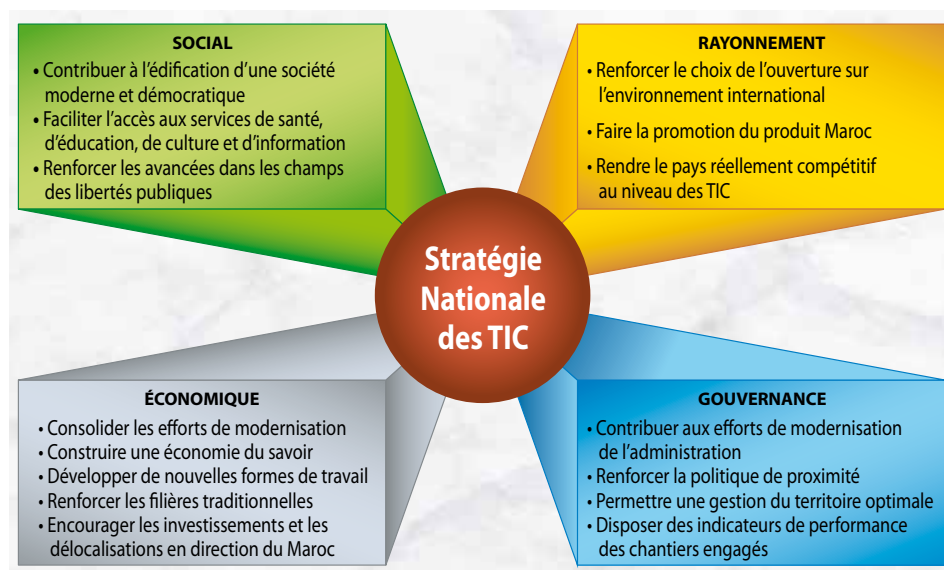 SOCIAL
• Contribuer à l'édification d'une société
moderne et démocratique
• Faciliter l'accès aux services de santé,
d'éducation, de culture et d'information
• Renforcer les avancées dans les champs
des libertés publiques
RAYONNEMENT
• Renforcer le choix de l'ouverture sur
l'environnement international
• Faire la promotion du produit Maroc
• Rendre le pays réellement compétitif
au niveau des TIC
Stratégie
Nationale
des TIC
ÉCONOMIQUE
• Consolider les efforts de modernisation
• Construire une économie du savoir
• Développer de nouvelles formes de travail
• Renforcer les filières traditionnelles
• Encourager les investissements et les
délocalisations en direction du Maroc
GOUVERNANCE
• Contribuer aux efforts de modernisation
de l'administration
• Renforcer la politique de proximité
• Permettre une gestion du territoire optimale
• Disposer des indicateurs de performance
des chantiers engagés